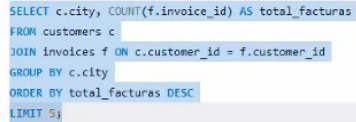 SELECT c.city, COUNT(f.invoice_id) AS total_facturas
FROM customers c
JOIN invoices f ON c.customer_id = f.customer_id
GROUP BY c.city
ORDER BY total_facturas DESC
LIMIT 5;